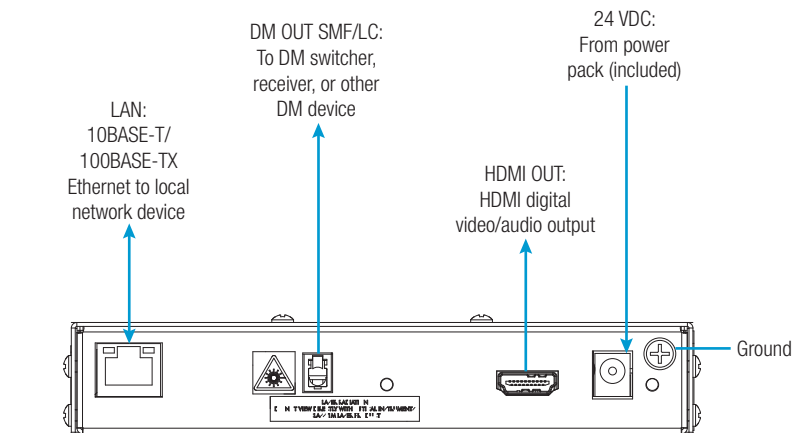 LAN:
10BASE-T/
100BASE-TX
Ethernet to local
network device
DM OUT SMF/LC:
To DM switcher,
receiver, or other
DM device
HDMI OUT:
HDMI digital
video/audio output
24 VDC:
From power
pack (included)
Ground